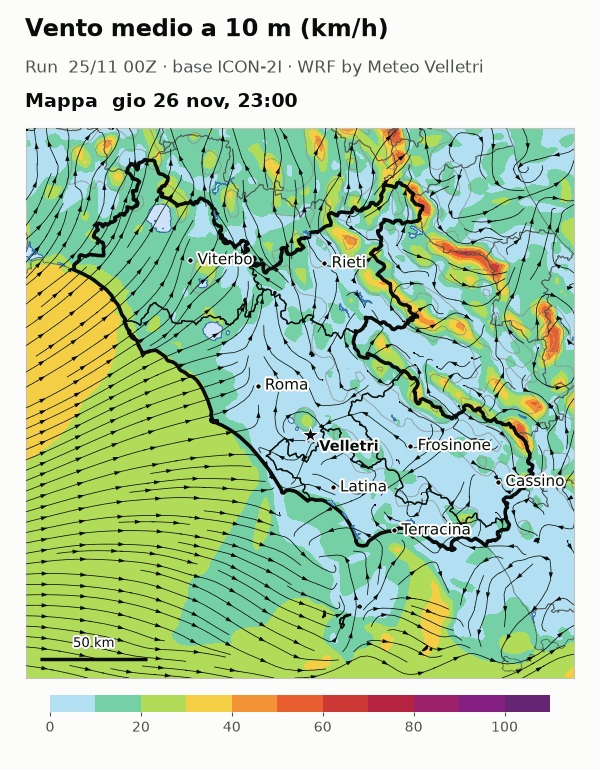 Vento medio a 10 m (km/h)
Run 25/11 00Z · base ICON-2I · WRF by Meteo Velletri
Mappa gio 26 nov, 23:00
Viterbo
Rieti
Roma
Velletri
Frosinone
Latina
Cassino
Terracina
50 km
0 20 40 60 80 100